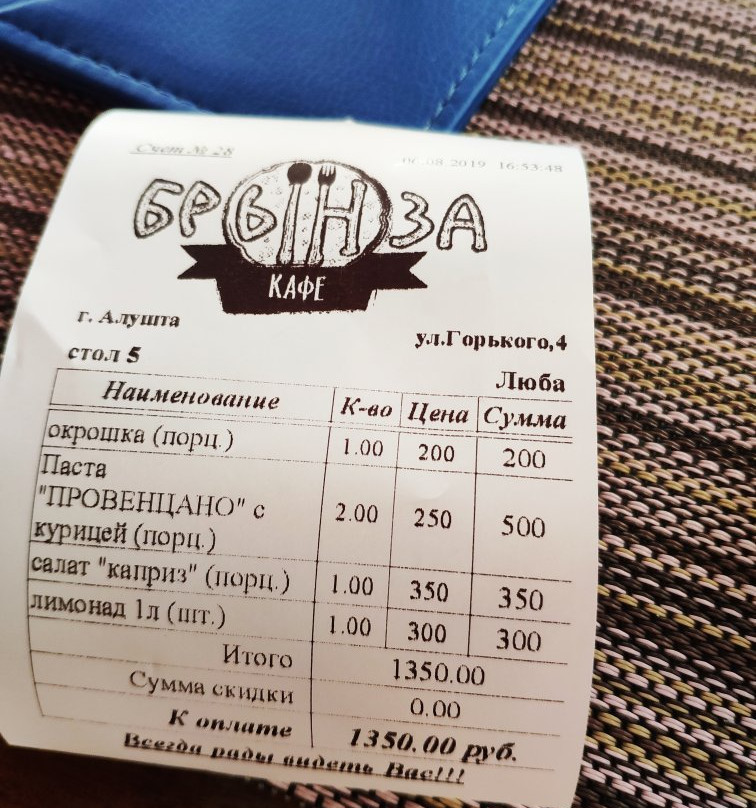 Счет № 28
06.08.2019 16:53:48
БРЫНЗА
КАФЕ
г. Алушта
ул.Горького,4
стол 5
Люба
Наименование К-во Цена Сумма
окрошка (порц.) 1.00 200 200
Паста
"ПРОВЕНЦАНО" с 2.00 250 500
курицей (порц.)
салат "каприз" (порц.) 1.00 350 350
лимонад 1л (шт.) 1.00 300 300
Итого 1350.00
Сумма скидки 0.00
К оплате 1350.00 руб.
Всегда рады видеть Вас!!!